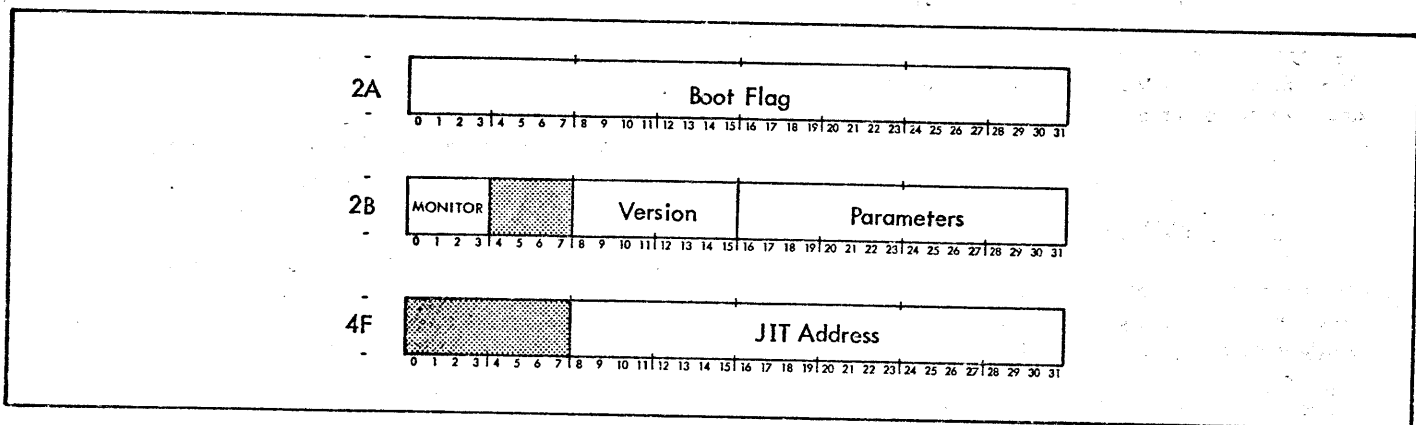 2A
Boot Flag
0 1 2 3 4 5 6 7 8 9 10 11 12 13 14 15 16 17 18 19 20 21 22 23 24 25 26 27 28 29 30 31
2B
MONITOR Version Parameters
0 1 2 3 4 5 6 7 8 9 10 11 12 13 14 15 16 17 18 19 20 21 22 23 24 25 26 27 28 29 30 31
4F
JIT Address
0 1 2 3 4 5 6 7 8 9 10 11 12 13 14 15 16 17 18 19 20 21 22 23 24 25 26 27 28 29 30 31